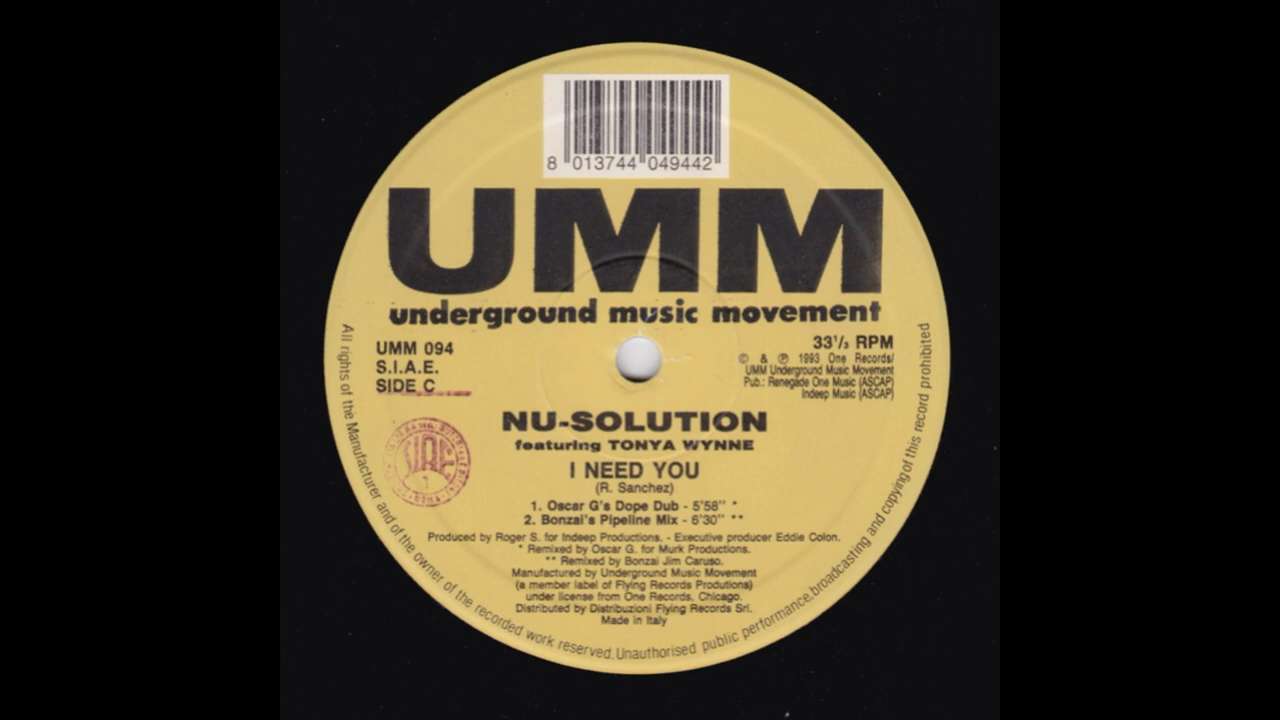 8 013744 049442
UMM
underground music movement
UMM 094
S.I.A.E.
SIDE C
33⅓ RPM
© & ℗ 1993 One Records/
UMM Underground Music Movement
Pub.: Renegade One Music (ASCAP)
Indeep Music (ASCAP)
NU-SOLUTION
featuring TONYA WYNNE
I NEED YOU
(R. Sanchez)
1. Oscar G's Dope Dub - 5'58" *
2. Bonzai's Pipeline Mix - 6'30" **
Produced by Roger S. for Indeep Productions. - Executive producer Eddie Colon.
* Remixed by Oscar G. for Murk Productions.
** Remixed by Bonzai Jim Caruso.
Manufactured by Underground Music Movement
(a member label of Flying Records Produtions)
under license from One Records, Chicago.
Distributed by Distribuzioni Flying Records Srl.
Made in Italy
All rights of the Manufacturer and of the owner of the recorded work reserved. Unauthorised public performance, broadcasting and copying of this record prohibited